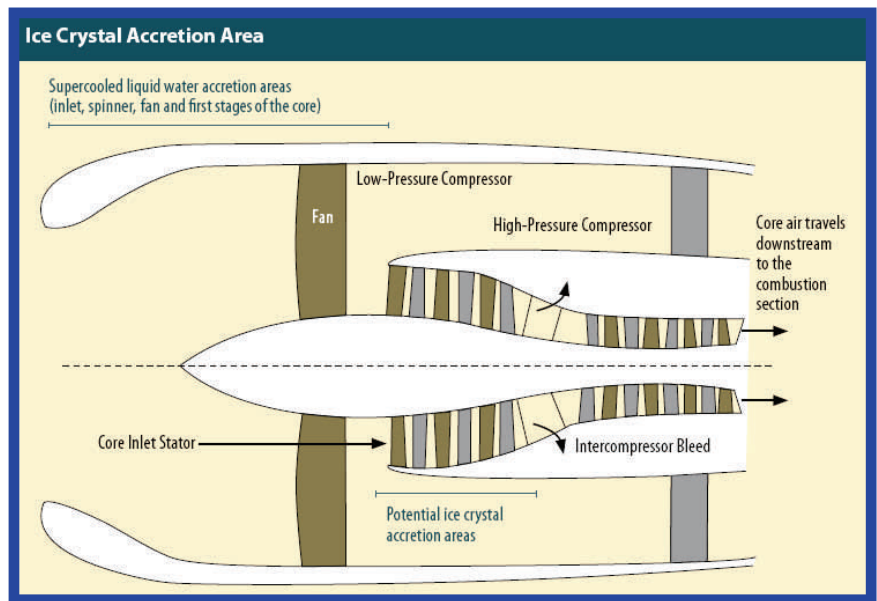 Ice Crystal Accretion Area
Supercooled liquid water accretion areas
(inlet, spinner, fan and first stages of the core)
Low-Pressure Compressor
Fan
High-Pressure Compressor
Core air travels
downstream
to the
combustion
section
Core Inlet Stator
Intercompressor Bleed
Potential ice crystal
accretion areas